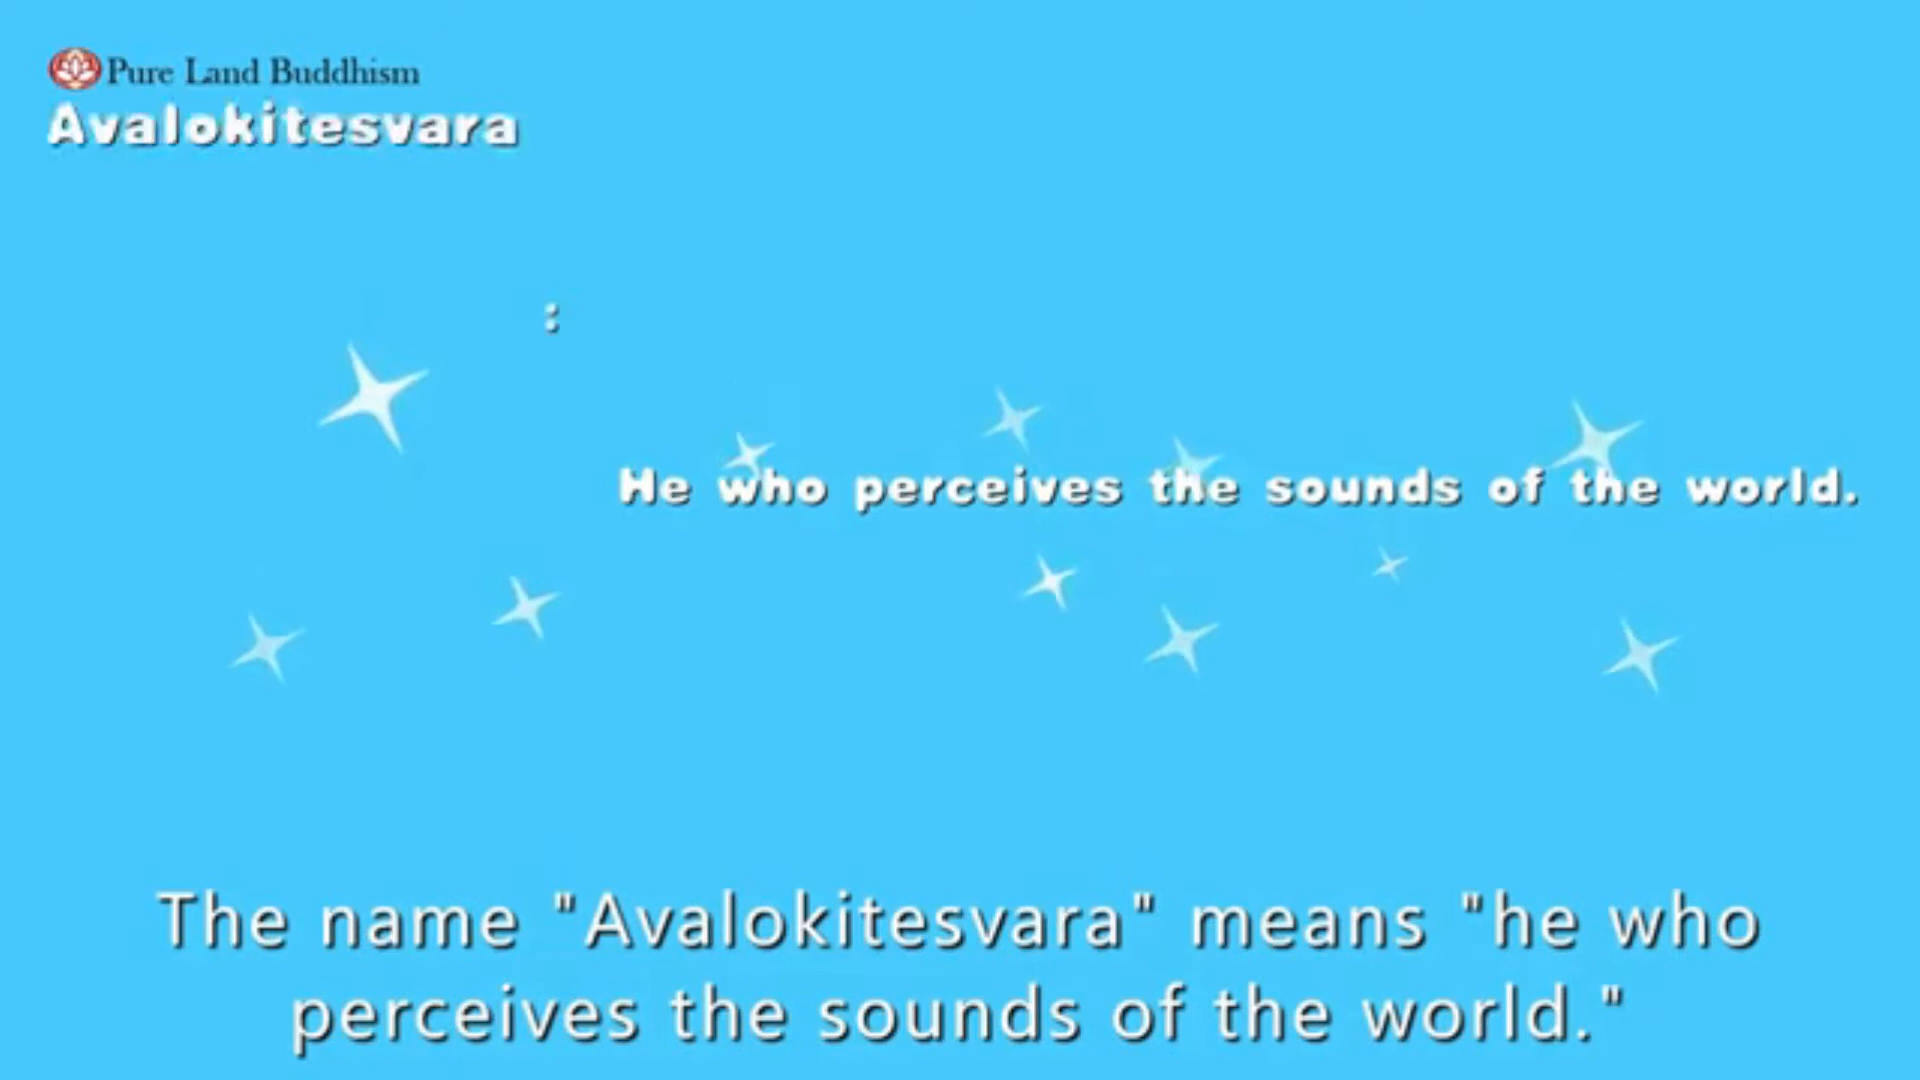 Pure Land Buddhism
Avalokitesvara
:
He who perceives the sounds of the world.
The name "Avalokitesvara" means "he who
perceives the sounds of the world."